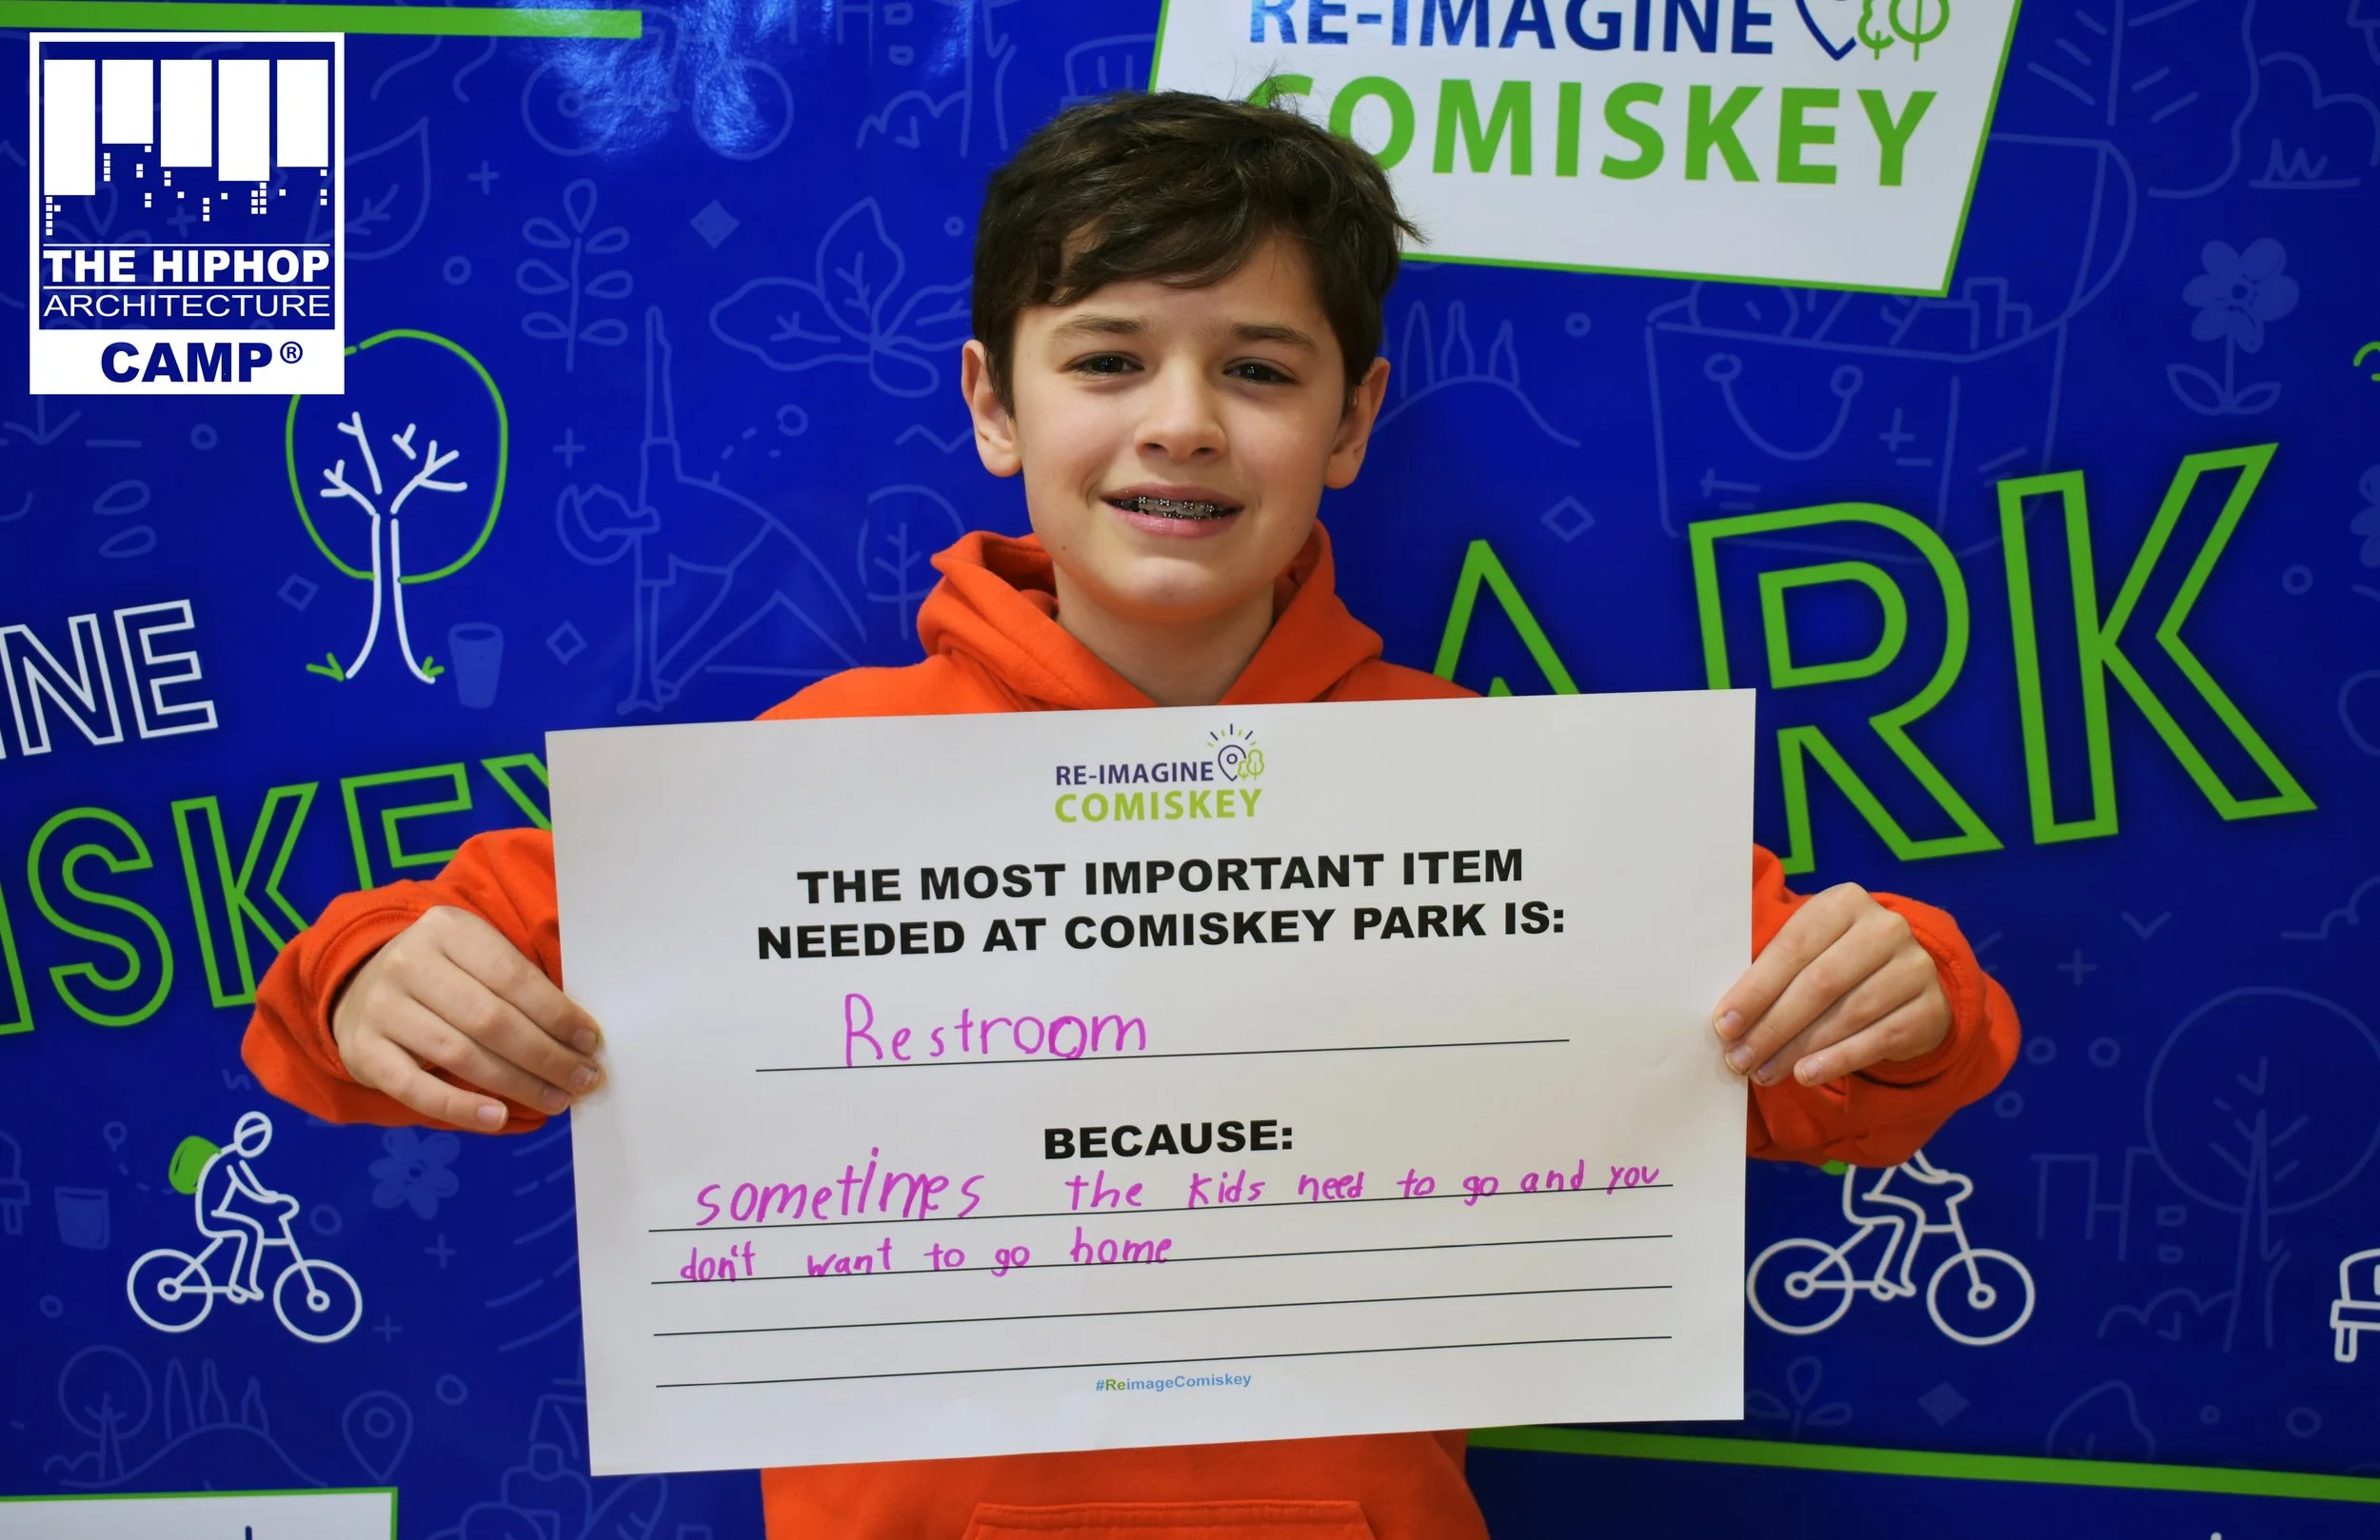 THE HIPHOP
ARCHITECTURE
CAMP®
RE-IMAGINE
COMISKEY
NE
SKEY
ARK
RE-IMAGINE
COMISKEY
THE MOST IMPORTANT ITEM
NEEDED AT COMISKEY PARK IS:
Restroom
BECAUSE:
sometimes the kids need to go and you
don't want to go home
#ReimageComiskey